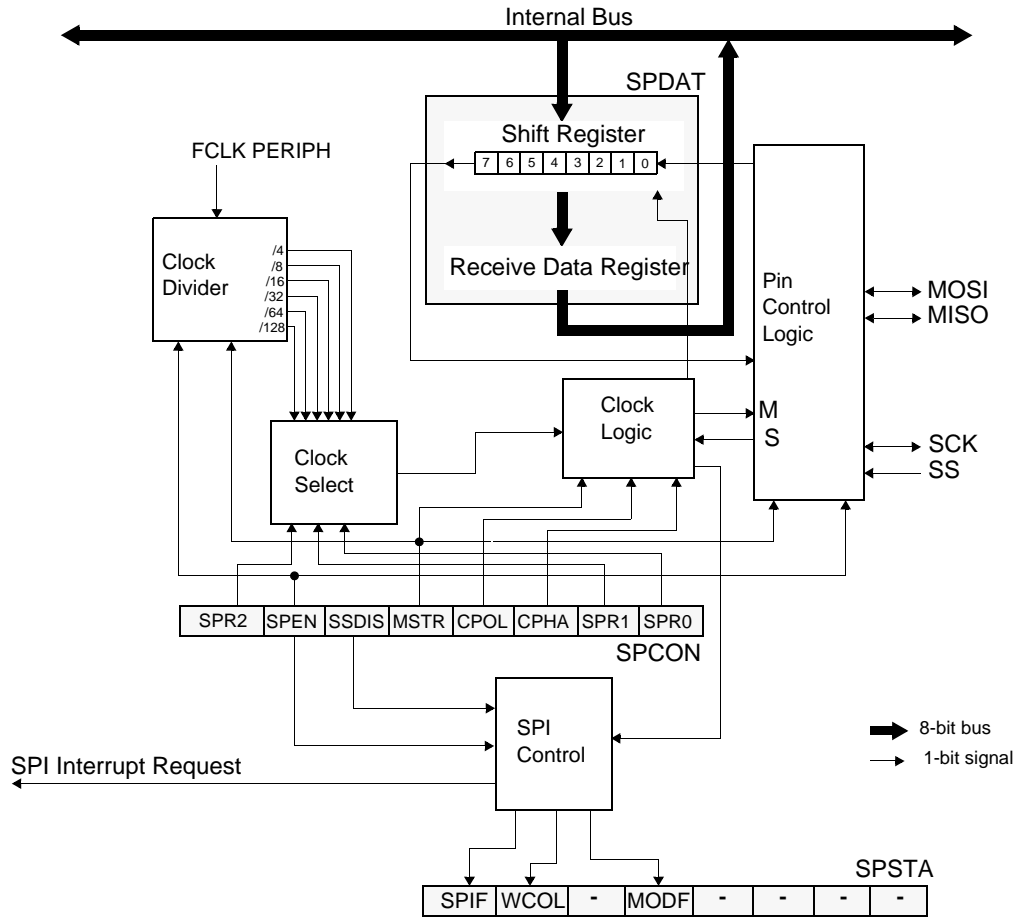 Internal Bus
SPDAT
Shift Register
7 6 5 4 3 2 1 0
FCLK PERIPH
Clock
Divider
/4
/8
/16
/32
/64
/128
Receive Data Register
Pin
Control
Logic
MOSI
MISO
Clock
Logic
M
S
SCK
SS
Clock
Select
SPR2 SPEN SSDIS MSTR CPOL CPHA SPR1 SPR0
SPCON
SPI
Control
8-bit bus
1-bit signal
SPI Interrupt Request
SPSTA
SPIF WCOL - MODF - - - -